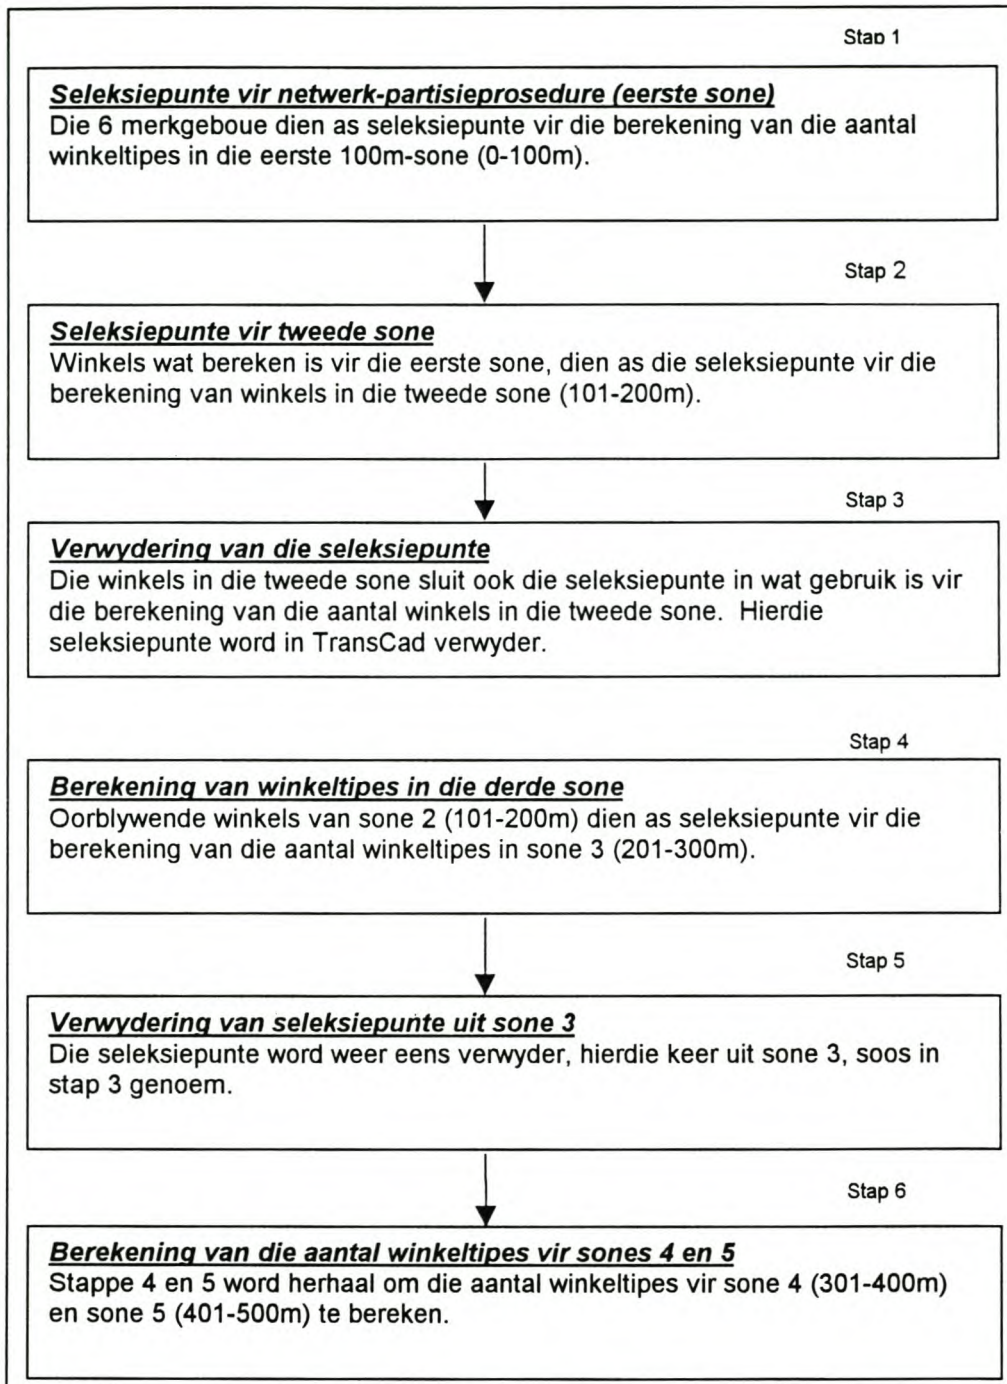 Stap 1
Seleksiepunte vir netwerk-partisieprosedure (eerste sone)
Die 6 merkgeboue dien as seleksiepunte vir die berekening van die aantal
winkeltipes in die eerste 100m-sone (0-100m).
Stap 2
Seleksiepunte vir tweede sone
Winkels wat bereken is vir die eerste sone, dien as die seleksiepunte vir die
berekening van winkels in die tweede sone (101-200m).
Stap 3
Verwydering van die seleksiepunte
Die winkels in die tweede sone sluit ook die seleksiepunte in wat gebruik is vir
die berekening van die aantal winkels in die tweede sone. Hierdie
seleksiepunte word in TransCad verwyder.
Stap 4
Berekening van winkeltipes in die derde sone
Oorblywende winkels van sone 2 (101-200m) dien as seleksiepunte vir die
berekening van die aantal winkeltipes in sone 3 (201-300m).
Stap 5
Verwydering van seleksiepunte uit sone 3
Die seleksiepunte word weer eens verwyder, hierdie keer uit sone 3, soos in
stap 3 genoem.
Stap 6
Berekening van die aantal winkeltipes vir sones 4 en 5
Stappe 4 en 5 word herhaal om die aantal winkeltipes vir sone 4 (301-400m)
en sone 5 (401-500m) te bereken.